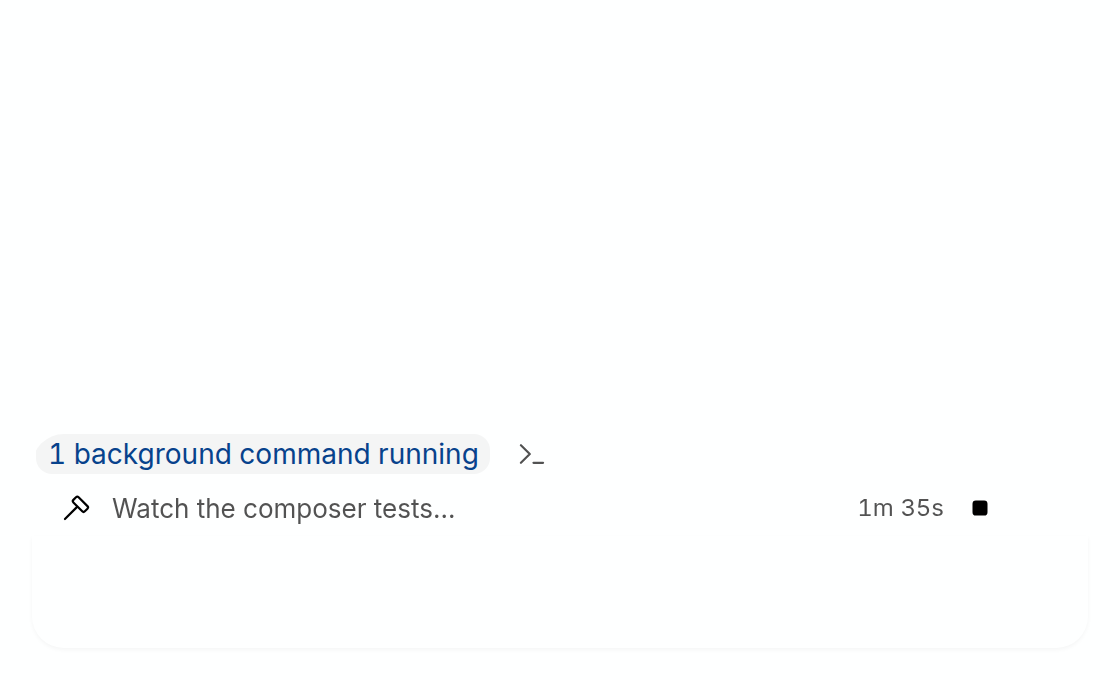 1 background command running
Watch the composer tests... 1m 35s